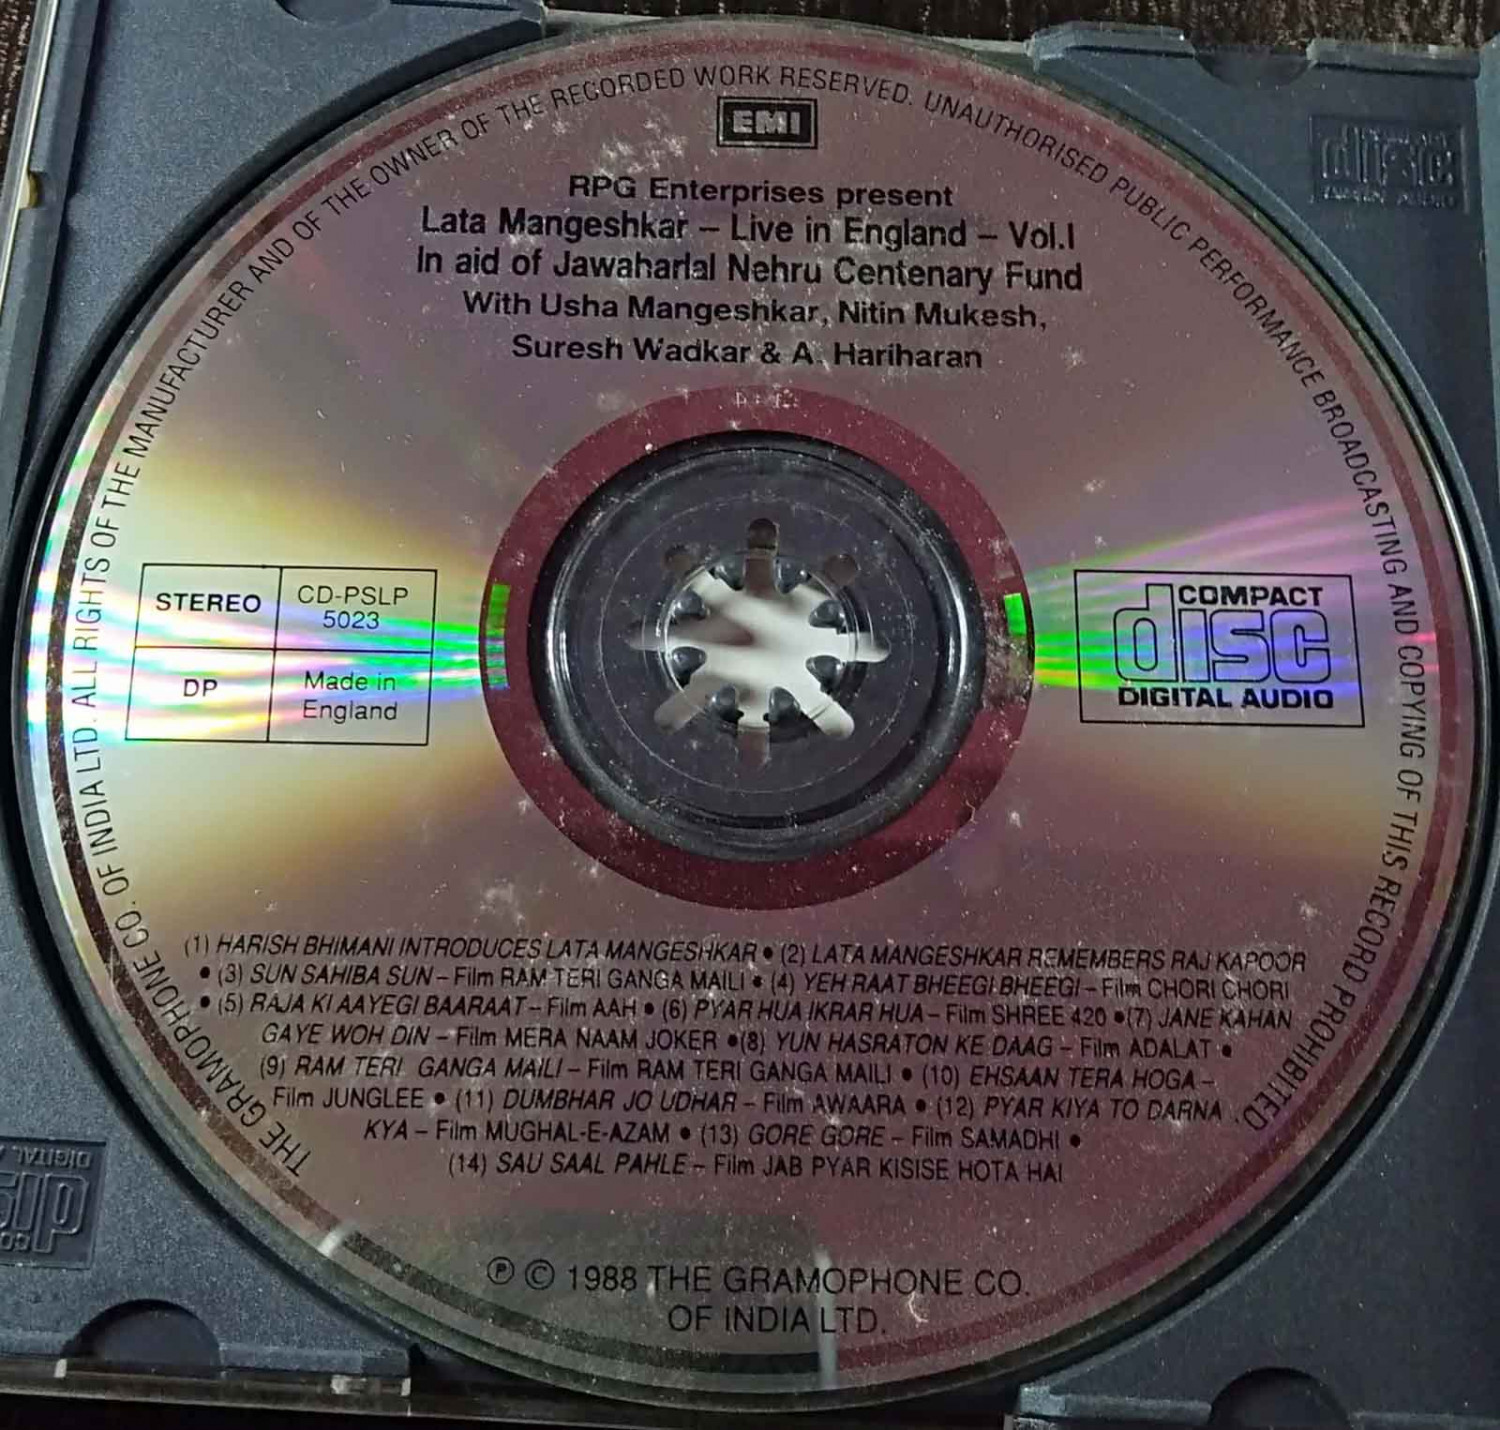 THE GRAMOPHONE CO. OF INDIA LTD. ALL RIGHTS OF THE MANUFACTURER AND OF THE OWNER OF THE RECORDED WORK RESERVED. UNAUTHORISED PUBLIC PERFORMANCE BROADCASTING AND COPYING OF THIS RECORD PROHIBITED.
EMI
RPG Enterprises present
Lata Mangeshkar – Live in England – Vol.I
In aid of Jawaharlal Nehru Centenary Fund
With Usha Mangeshkar, Nitin Mukesh,
Suresh Wadkar & A. Hariharan
STEREO
CD-PSLP
5023
DP
Made in
England
COMPACT
disc
DIGITAL AUDIO
(1) HARISH BHIMANI INTRODUCES LATA MANGESHKAR • (2) LATA MANGESHKAR REMEMBERS RAJ KAPOOR
• (3) SUN SAHIBA SUN – Film RAM TERI GANGA MAILI • (4) YEH RAAT BHEEGI BHEEGI – Film CHORI CHORI
• (5) RAJA KI AAYEGI BAARAAT – Film AAH • (6) PYAR HUA IKRAR HUA – Film SHREE 420 • (7) JANE KAHAN
GAYE WOH DIN – Film MERA NAAM JOKER • (8) YUN HASRATON KE DAAG – Film ADALAT •
(9) RAM TERI GANGA MAILI – Film RAM TERI GANGA MAILI • (10) EHSAAN TERA HOGA –
Film JUNGLEE • (11) DUMBHAR JO UDHAR – Film AWAARA • (12) PYAR KIYA TO DARNA
KYA – Film MUGHAL-E-AZAM • (13) GORE GORE – Film SAMADHI •
(14) SAU SAAL PAHLE – Film JAB PYAR KISISE HOTA HAI
℗ © 1988 THE GRAMOPHONE CO.
OF INDIA LTD.
disc